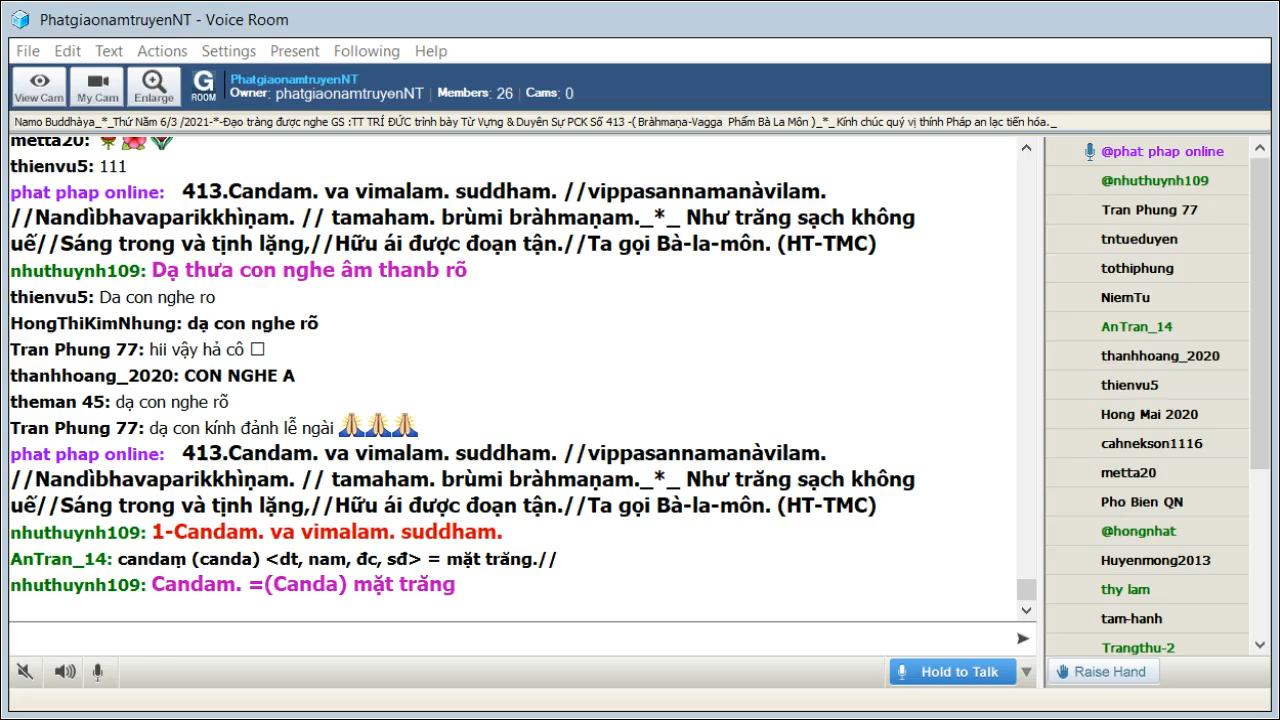 PhatgiaonamtruyenNT - Voice Room
File Edit Text Actions Settings Present Following Help
View Cam My Cam Enlarge G ROOM
PhatgiaonamtruyenNT
Owner: phatgiaonamtruyenNT | Members: 26 | Cams: 0
Namo Buddhàya_*_Thứ Năm 6/3 /2021-*-Đạo tràng được nghe GS :TT TRÍ ĐỨC trình bày Từ Vựng & Duyên Sự PCK Số 413 -( Bràhmaṇa-Vagga Phẩm Bà La Môn )_*_ Kính chúc quý vị thính Pháp an lạc tiến hóa._
metta20:
thienvu5: 111
phat phap online: 413.Candam. va vimalam. suddham. //vippasannamanàvilam.
//Nandìbhavaparikkhìṇam. // tamaham. brùmi bràhmaṇam._*_ Như trăng sạch không
uế//Sáng trong và tịnh lặng,//Hữu ái được đoạn tận.//Ta gọi Bà-la-môn. (HT-TMC)
nhuthuynh109: Dạ thưa con nghe âm thanb rõ
thienvu5: Da con nghe ro
HongThiKimNhung: dạ con nghe rõ
Tran Phung 77: hii vậy hả cô □
thanhhoang_2020: CON NGHE A
theman 45: dạ con nghe rõ
Tran Phung 77: dạ con kính đảnh lễ ngài 🙏🙏🙏
phat phap online: 413.Candam. va vimalam. suddham. //vippasannamanàvilam.
//Nandìbhavaparikkhìṇam. // tamaham. brùmi bràhmaṇam._*_ Như trăng sạch không
uế//Sáng trong và tịnh lặng,//Hữu ái được đoạn tận.//Ta gọi Bà-la-môn. (HT-TMC)
nhuthuynh109: 1-Candam. va vimalam. suddham.
AnTran_14: candaṃ (canda) <dt, nam, đc, sđ> = mặt trăng.//
nhuthuynh109: Candam. =(Canda) mặt trăng
@phat phap online
@nhuthuynh109
Tran Phung 77
tntueduyen
tothiphung
NiemTu
AnTran_14
thanhhoang_2020
thienvu5
Hong Mai 2020
cahnekson1116
metta20
Pho Bien QN
@hongnhat
Huyenmong2013
thy lam
tam-hanh
Trangthu-2
Hold to Talk
Raise Hand